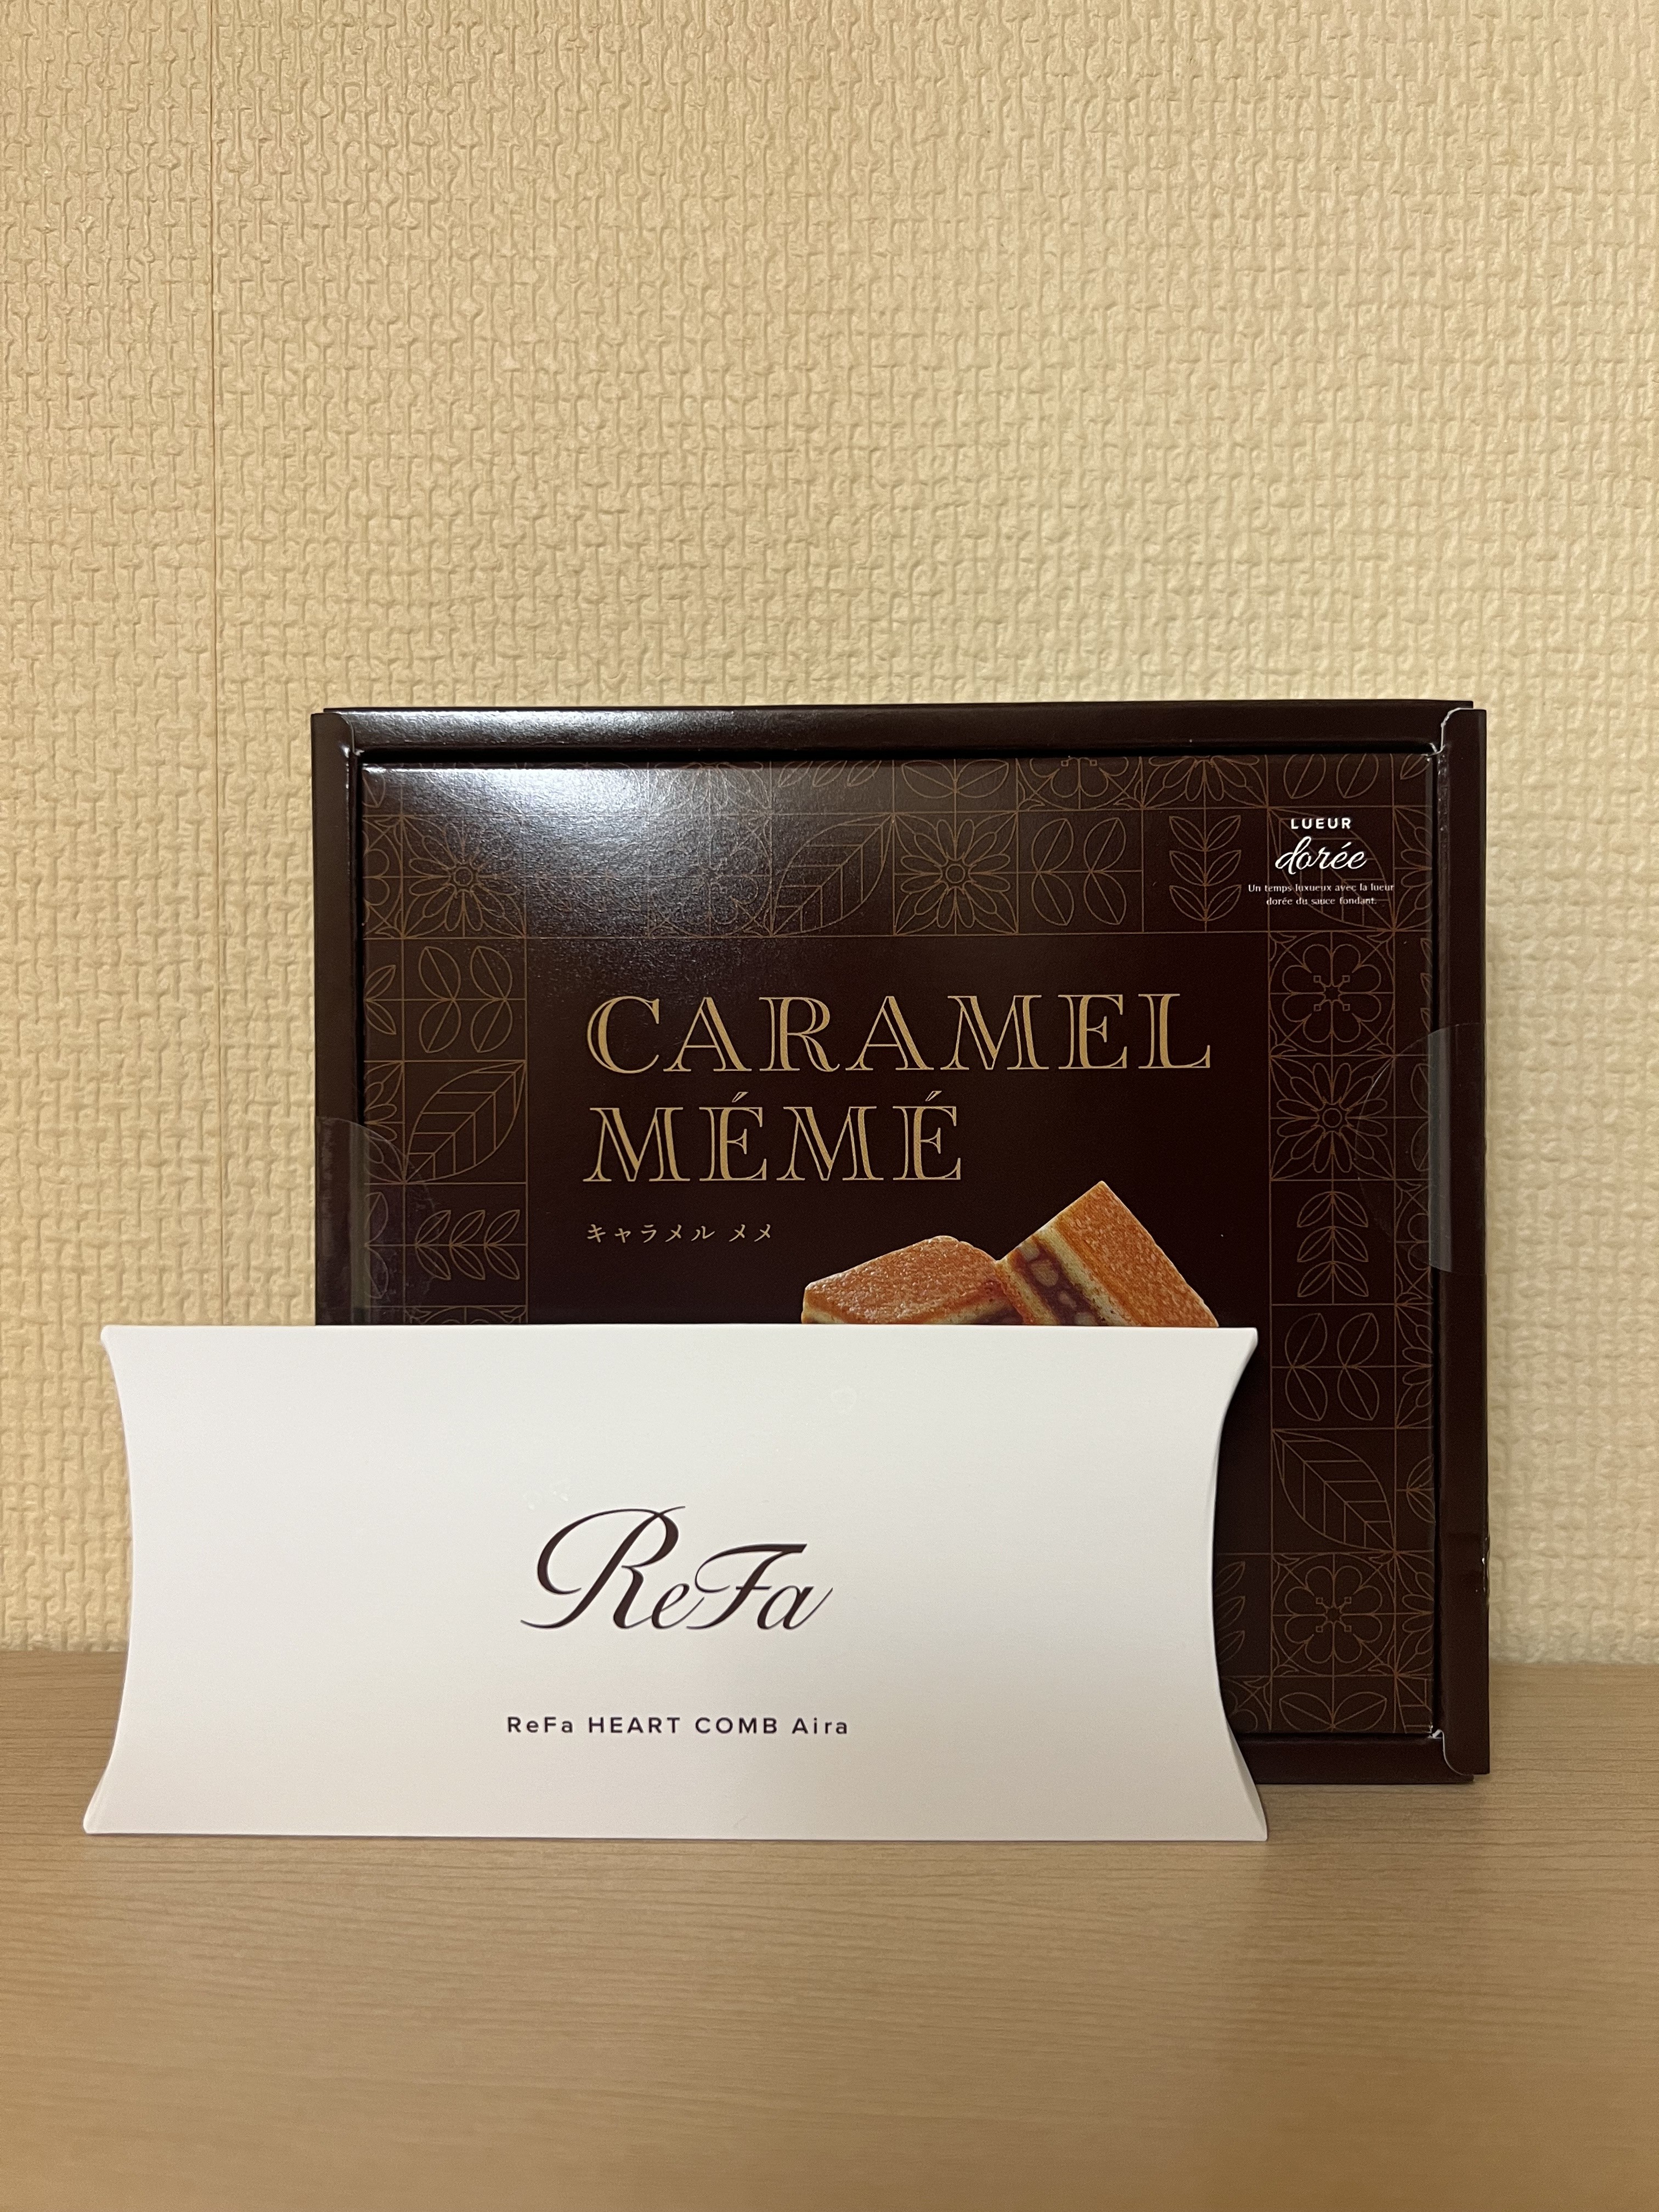 LUEUR
dorée
Un temps luxueux avec la lueur
dorée du sauce fondant.
CARAMEL
MÉMÉ
キャラメル メメ
ReFa
ReFa HEART COMB Aira